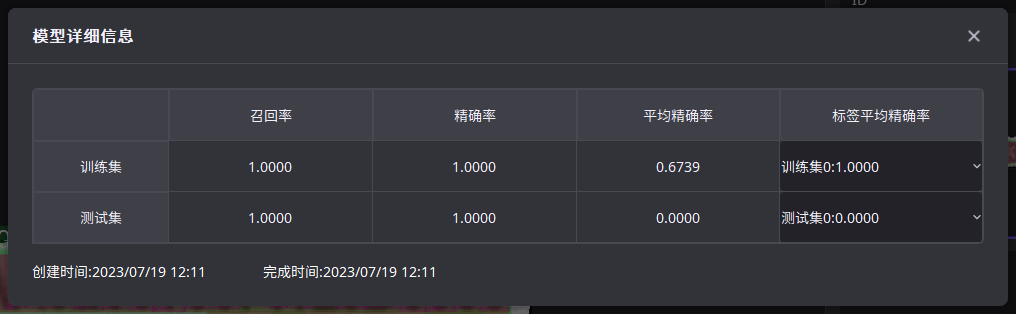 ID
模型详细信息
召回率 精确率 平均精确率 标签平均精确率
训练集 1.0000 1.0000 0.6739 训练集0:1.0000
测试集 1.0000 1.0000 0.0000 测试集0:0.0000
创建时间:2023/07/19 12:11 完成时间:2023/07/19 12:11